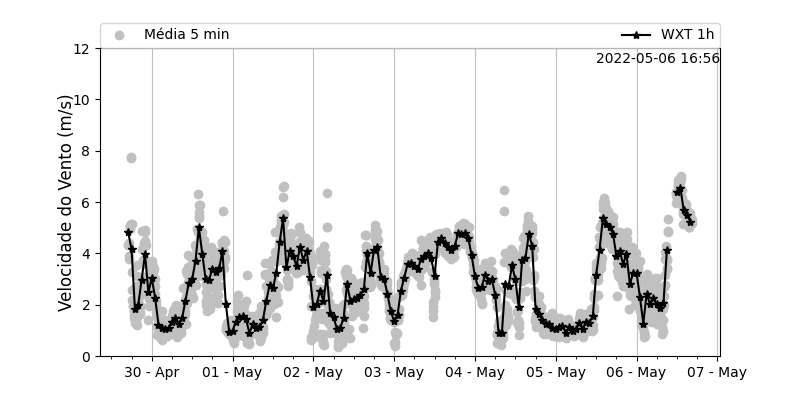 Média 5 min
WXT 1h
2022-05-06 16:56
Velocidade do Vento (m/s)
12
10
8
6
4
2
0
30 - Apr
01 - May
02 - May
03 - May
04 - May
05 - May
06 - May
07 - May